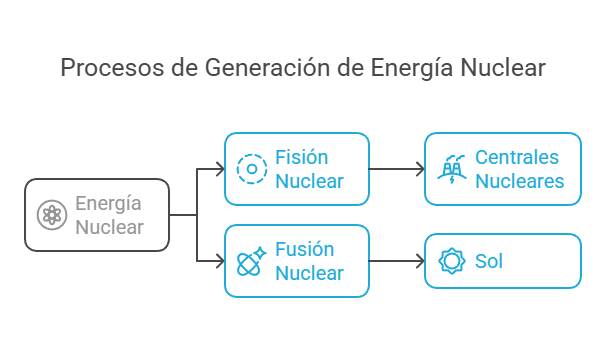 Procesos de Generación de Energía Nuclear
Energía
Nuclear
Fisión
Nuclear
Centrales
Nucleares
Fusión
Nuclear
Sol